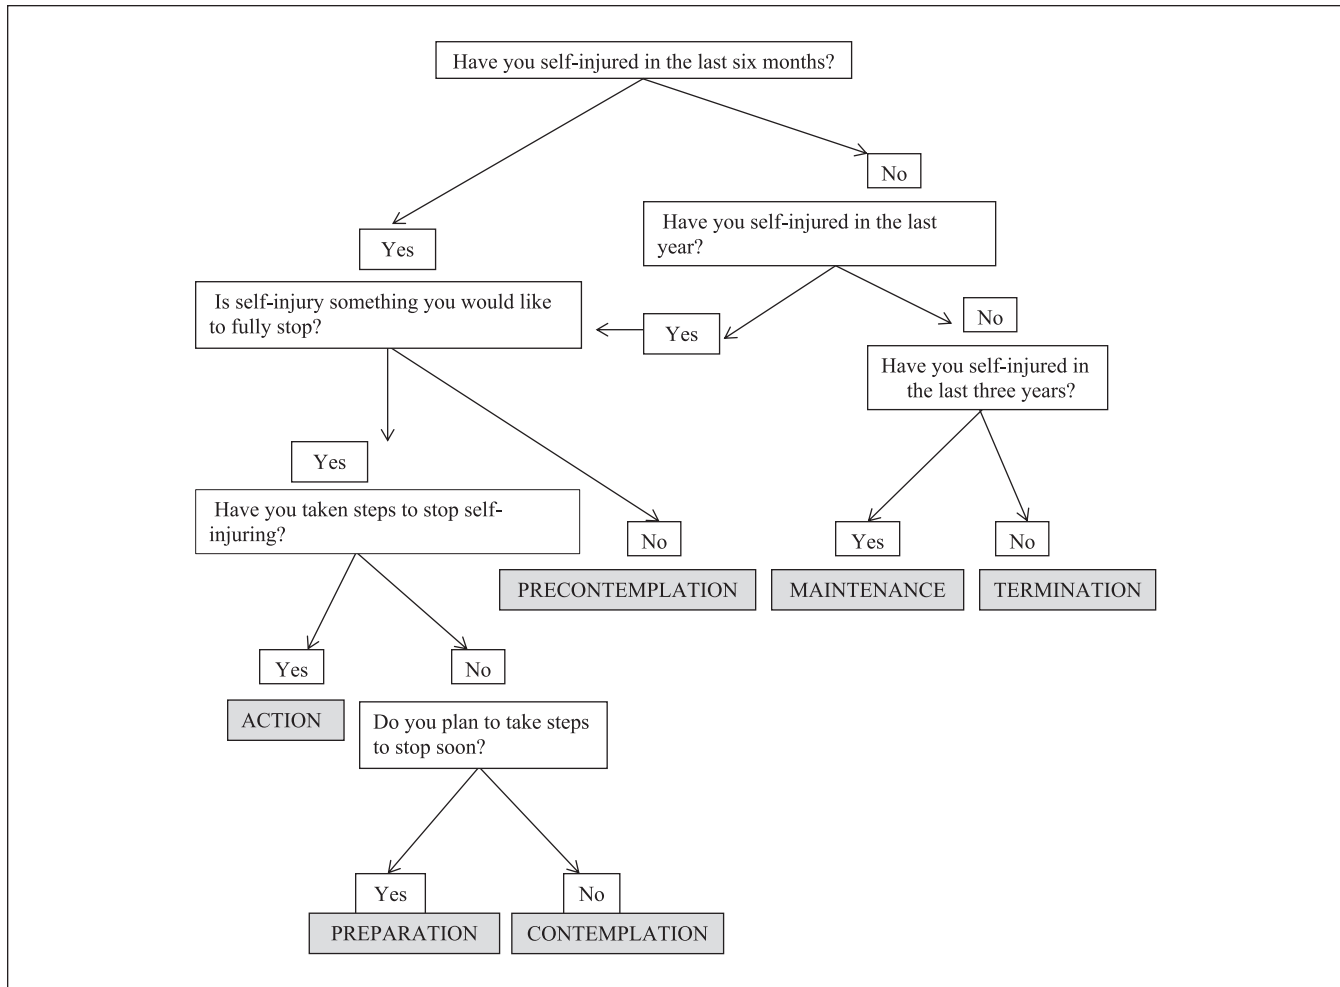 Have you self-injured in the last six months?
No
Have you self-injured in the last
year?
Yes
Is self-injury something you would like
to fully stop?
No
Yes
Have you self-injured in
the last three years?
Yes
Have you taken steps to stop self-
injuring?
No
Yes
No
PRECONTEMPLATION
MAINTENANCE
TERMINATION
Yes
No
ACTION
Do you plan to take steps
to stop soon?
Yes
No
PREPARATION
CONTEMPLATION